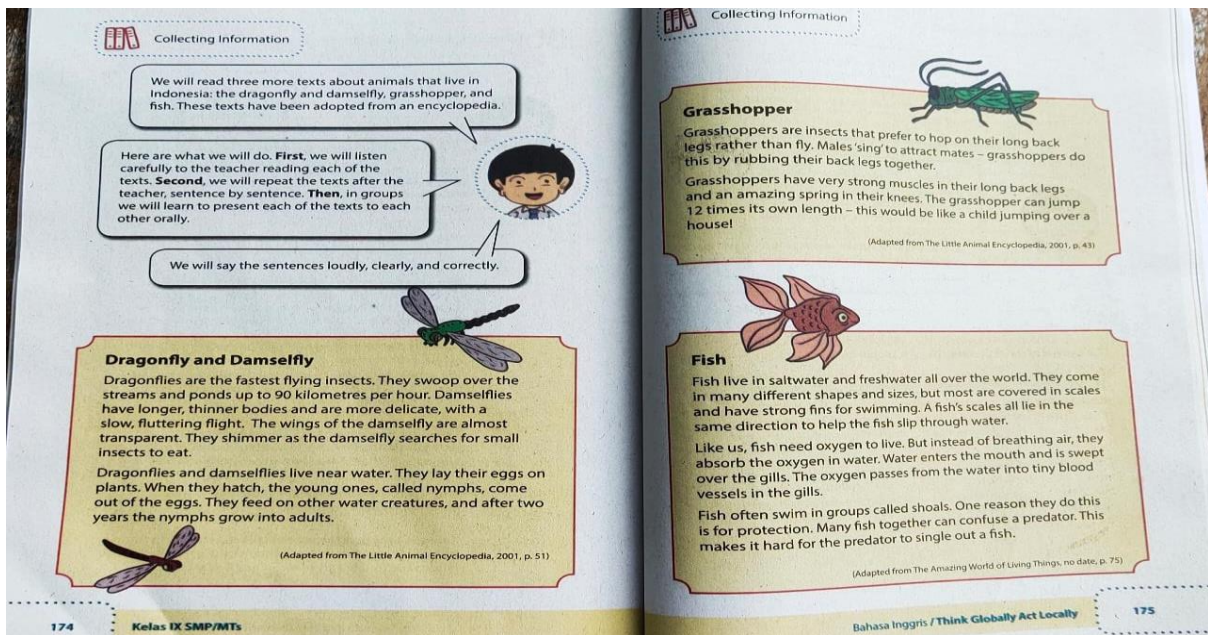 Collecting Information
We will read three more texts about animals that live in
Indonesia: the dragonfly and damselfly, grasshopper, and
fish. These texts have been adopted from an encyclopedia.
Here are what we will do. First, we will listen
carefully to the teacher reading each of the
texts. Second, we will repeat the texts after the
teacher, sentence by sentence. Then, in groups
we will learn to present each of the texts to each
other orally.
We will say the sentences loudly, clearly, and correctly.
Dragonfly and Damselfly
Dragonflies are the fastest flying insects. They swoop over the
streams and ponds up to 90 kilometres per hour. Damselflies
have longer, thinner bodies and are more delicate, with a
slow, fluttering flight. The wings of the damselfly are almost
transparent. They shimmer as the damselfly searches for small
insects to eat.
Dragonflies and damselflies live near water. They lay their eggs on
plants. When they hatch, the young ones, called nymphs, come
out of the eggs. They feed on other water creatures, and after two
years the nymphs grow into adults.
(Adapted from The Little Animal Encyclopedia, 2001, p. 51)
174 Kelas IX SMP/MTs
Collecting Information
Grasshopper
Grasshoppers are insects that prefer to hop on their long back
legs rather than fly. Males 'sing' to attract mates – grasshoppers do
this by rubbing their back legs together.
Grasshoppers have very strong muscles in their long back legs
and an amazing spring in their knees. The grasshopper can jump
12 times its own length – this would be like a child jumping over a
house!
(Adapted from The Little Animal Encyclopedia, 2001, p. 43)
Fish
Fish live in saltwater and freshwater all over the world. They come
in many different shapes and sizes, but most are covered in scales
and have strong fins for swimming. A fish's scales all lie in the
same direction to help the fish slip through water.
Like us, fish need oxygen to live. But instead of breathing air, they
absorb the oxygen in water. Water enters the mouth and is swept
over the gills. The oxygen passes from the water into tiny blood
vessels in the gills.
Fish often swim in groups called shoals. One reason they do this
is for protection. Many fish together can confuse a predator. This
makes it hard for the predator to single out a fish.
(Adapted from The Amazing World of Living Things, no date, p. 75)
Bahasa Inggris / Think Globally Act Locally 175